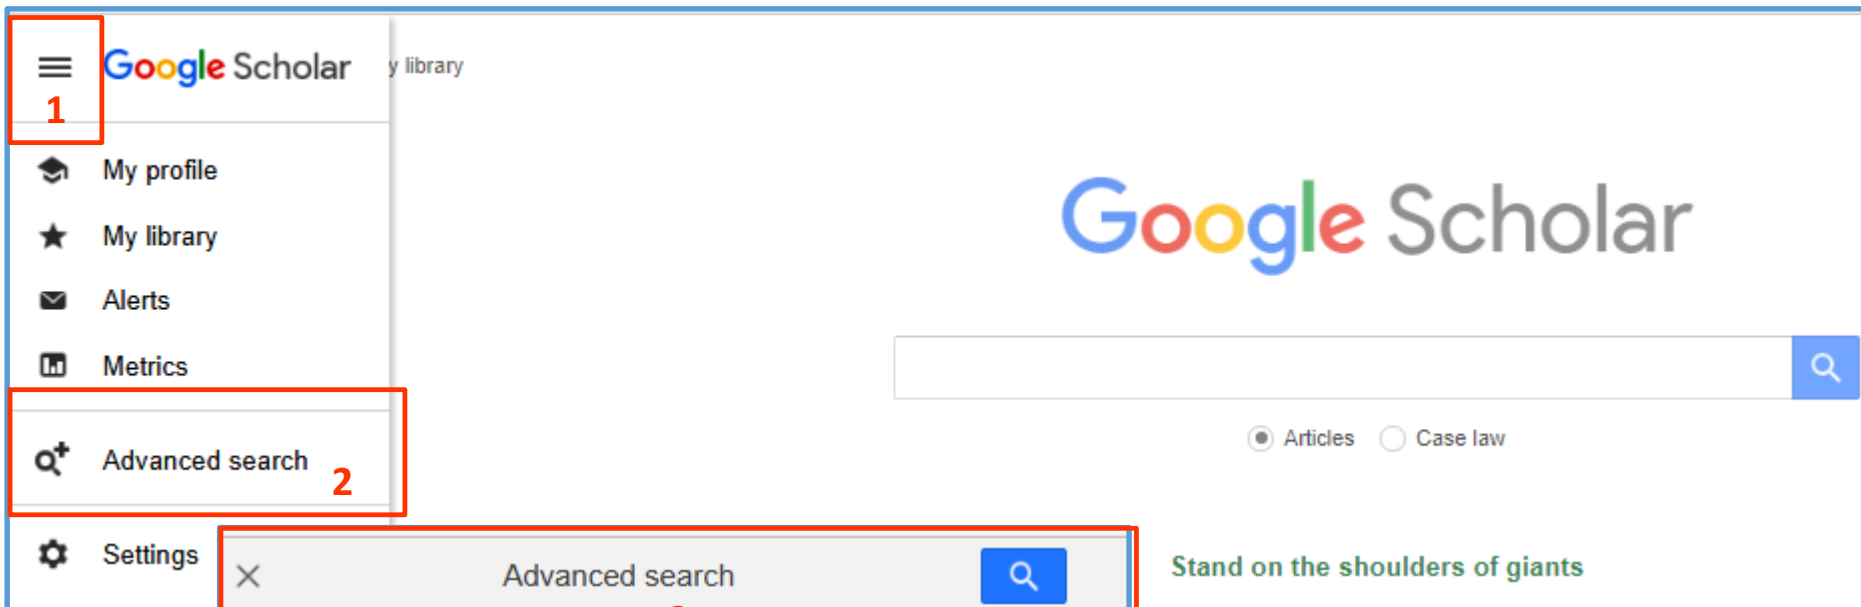 Google Scholar
y library
1
My profile
My library
Alerts
Metrics
Advanced search
2
Settings
Google Scholar
Articles
Case law
Stand on the shoulders of giants
Advanced search